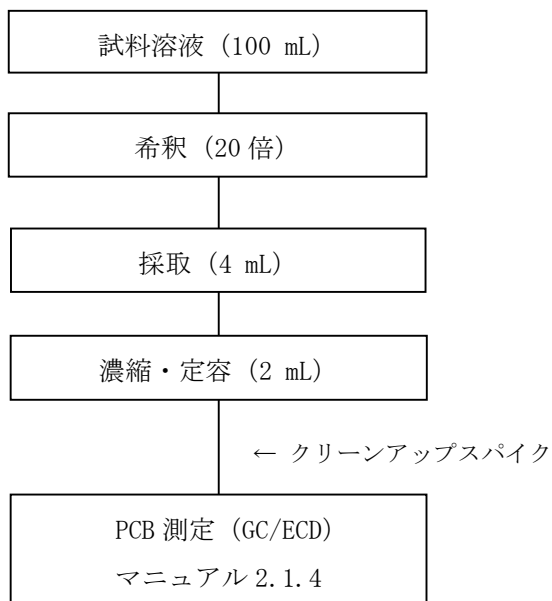 試料溶液 (100 mL)
希釈 (20 倍)
採取 (4 mL)
濃縮・定容 (2 mL)
← クリーンアップスパイク
PCB 測定 (GC/ECD)
マニュアル 2.1.4